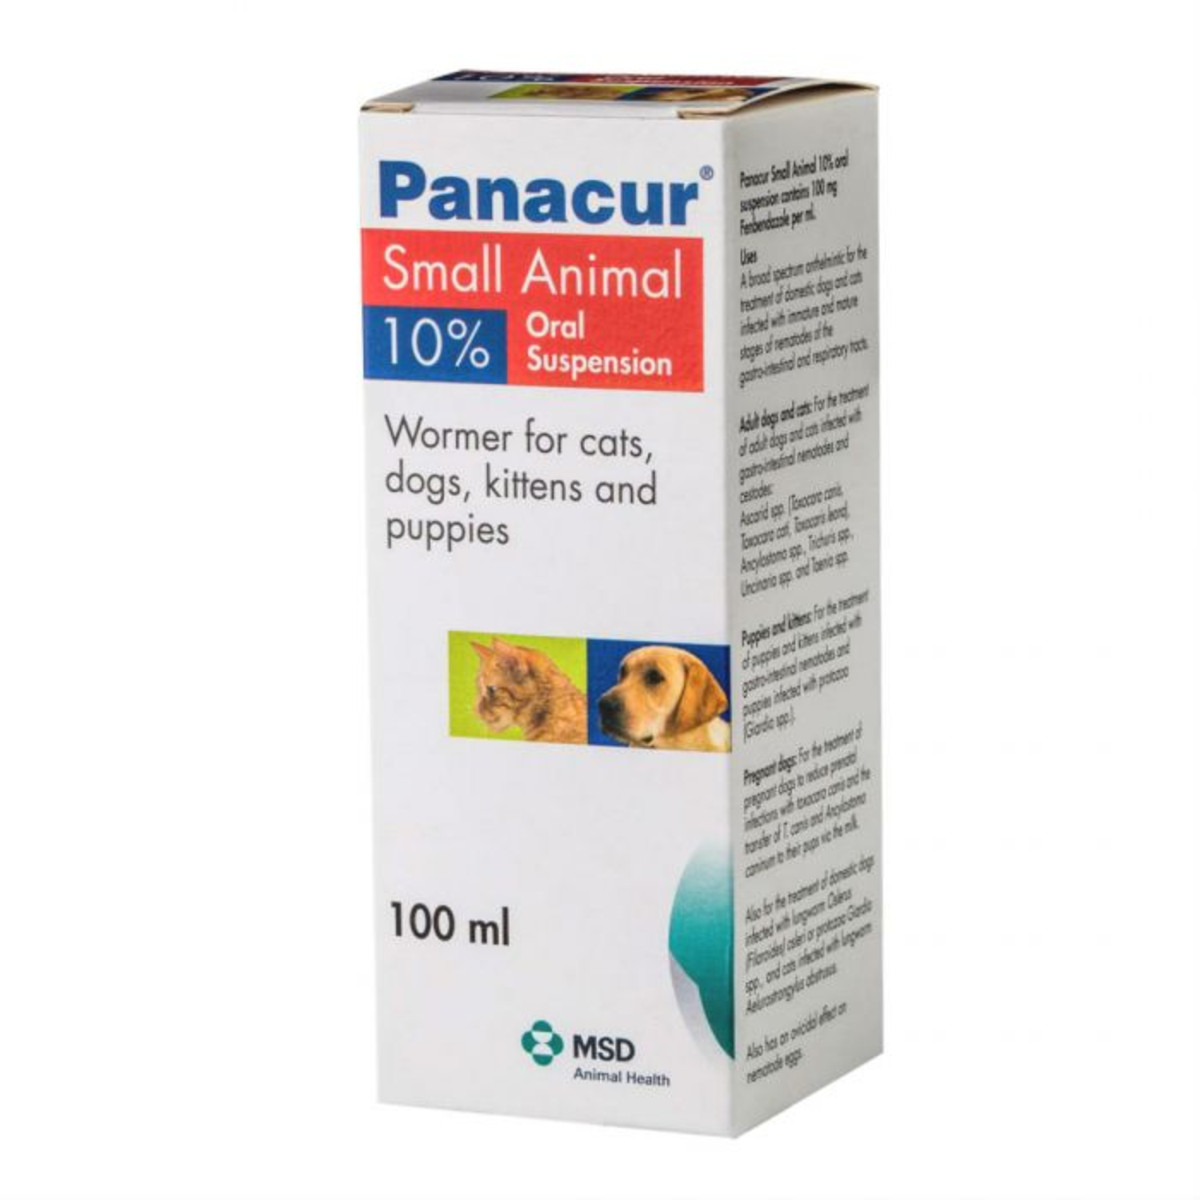 10%
Oral
Suspension
Panacur®
Small Animal
10%
Oral
Suspension
Wormer for cats,
dogs, kittens and
puppies
100 ml
MSD
Animal Health
Panacur Small Animal 10% oral
suspension contains 100 mg
Fenbendazole per ml.
Uses
A broad spectrum anthelmintic for the
treatment of domestic dogs and cats
infected with immature and mature
stages of nematodes of the
gastro-intestinal and respiratory tracts.
Adult dogs and cats: For the treatment
of adult dogs and cats infected with
gastro-intestinal nematodes and
cestodes:
Ascarid spp. (Toxocara canis,
Toxocara cati, Toxascaris leonina),
Ancylostoma spp., Trichuris spp.,
Uncinaria spp. and Taenia spp.
Puppies and kittens: For the treatment
of puppies and kittens infected with
gastro-intestinal nematodes and
puppies infected with protozoa
(Giardia spp.).
Pregnant dogs: For the treatment of
pregnant dogs to reduce prenatal
infections with toxocara canis and the
transfer of T. canis and Ancylostoma
caninum to their pups via the milk.
Also for the treatment of domestic dogs
infected with lungworm Oslerus
(Filaroides) osleri or protozoa Giardia
spp., and cats infected with lungworm
Aelurostrongylus abstrusus.
Also has an ovicidal effect on
nematode eggs.